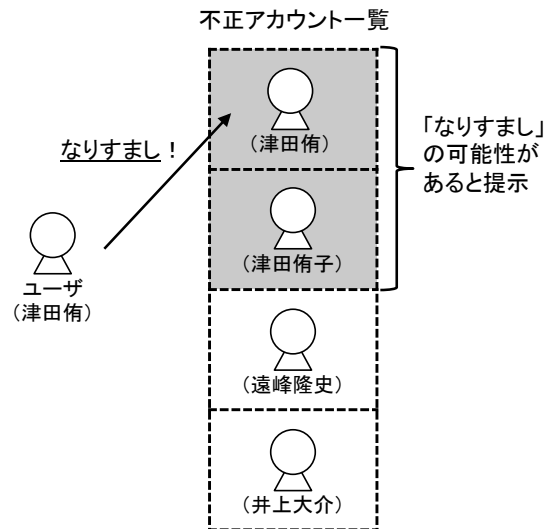 不正アカウント一覧
なりすまし！
(津田侑)
「なりすまし」
の可能性が
あると提示
(津田侑子)
ユーザ
(津田侑)
(遠峰隆史)
(井上大介)